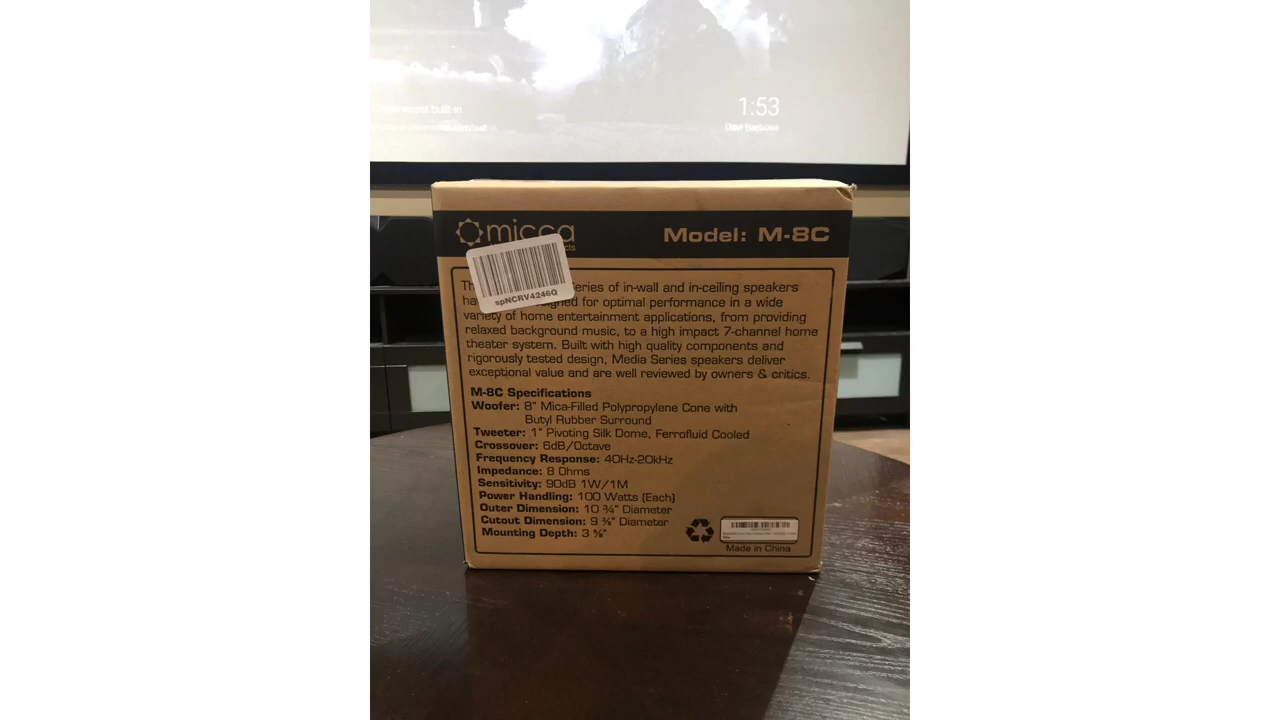 built-in
1:53
micca
Model: M-8C
spNCRV4246Q
eries of in-wall and in-ceiling speakers
for optimal performance in a wide
variety of home entertainment applications, from providing
relaxed background music, to a high impact 7-channel home
theater system. Built with high quality components and
rigorously tested design, Media Series speakers deliver
exceptional value and are well reviewed by owners & critics.
M-8C Specifications
Woofer: 8" Mica-Filled Polypropylene Cone with
Butyl Rubber Surround
Tweeter: 1" Pivoting Silk Dome, Ferrofluid Cooled
Crossover: 6dB/Octave
Frequency Response: 40Hz-20kHz
Impedance: 8 Ohms
Sensitivity: 90dB 1W/1M
Power Handling: 100 Watts (Each)
Outer Dimension: 10 ¾" Diameter
Cutout Dimension: 9 ⅜" Diameter
Mounting Depth: 3 ⅝"
Made in China